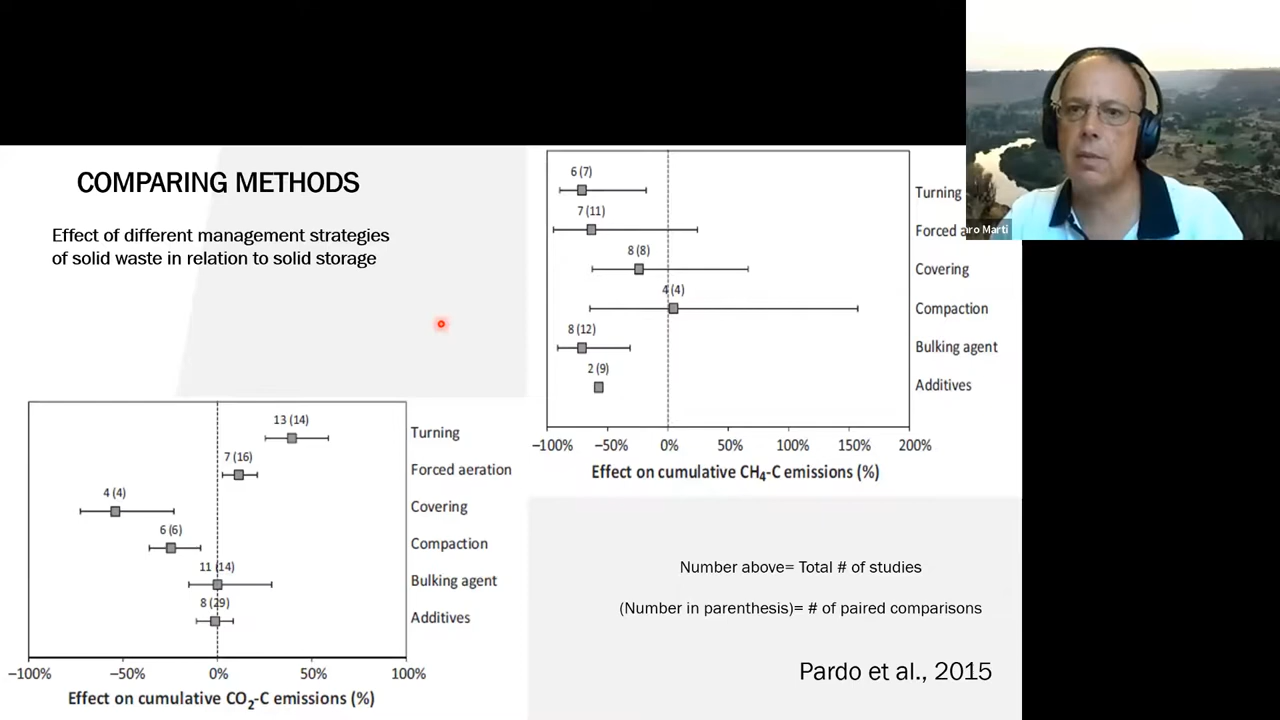 COMPARING METHODS
Effect of different management strategies
of solid waste in relation to solid storage
6 (7)
Turning
7 (11)
Forced a
aro Marti
8 (8)
Covering
4 (4)
Compaction
8 (12)
Bulking agent
2 (9)
Additives
−100% −50% 0% 50% 100% 150% 200%
Effect on cumulative CH₄-C emissions (%)
13 (14)
Turning
7 (16)
Forced aeration
4 (4)
Covering
6 (6)
Compaction
11 (14)
Bulking agent
8 (29)
Additives
−100% −50% 0% 50% 100%
Effect on cumulative CO₂-C emissions (%)
Number above= Total # of studies
(Number in parenthesis)= # of paired comparisons
Pardo et al., 2015